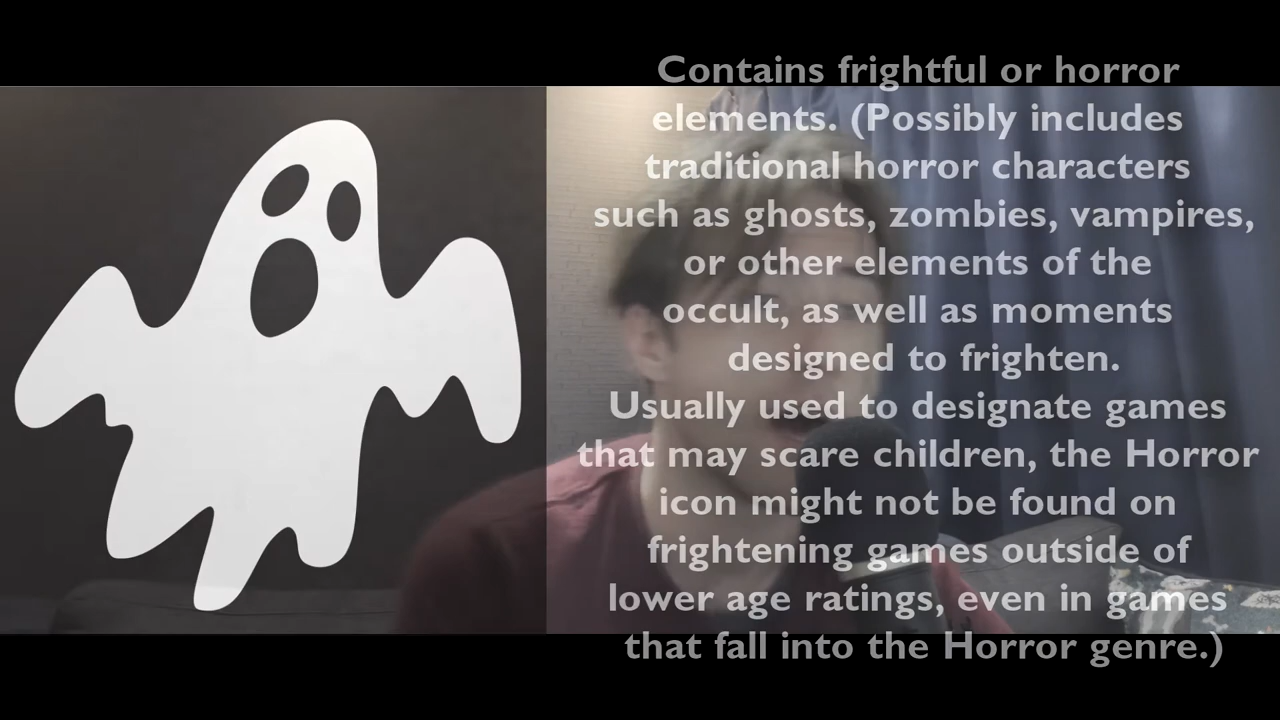 Contains frightful or horror
elements. (Possibly includes
traditional horror characters
such as ghosts, zombies, vampires,
or other elements of the
occult, as well as moments
designed to frighten.
Usually used to designate games
that may scare children, the Horror
icon might not be found on
frightening games outside of
lower age ratings, even in games
that fall into the Horror genre.)